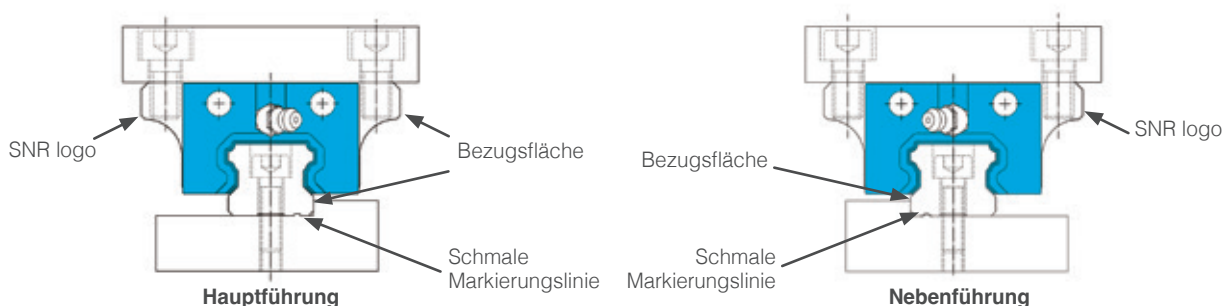 SNR logo
Bezugsfläche
Schmale
Markierungslinie
Hauptführung
Bezugsfläche
SNR logo
Schmale
Markierungslinie
Nebenführung